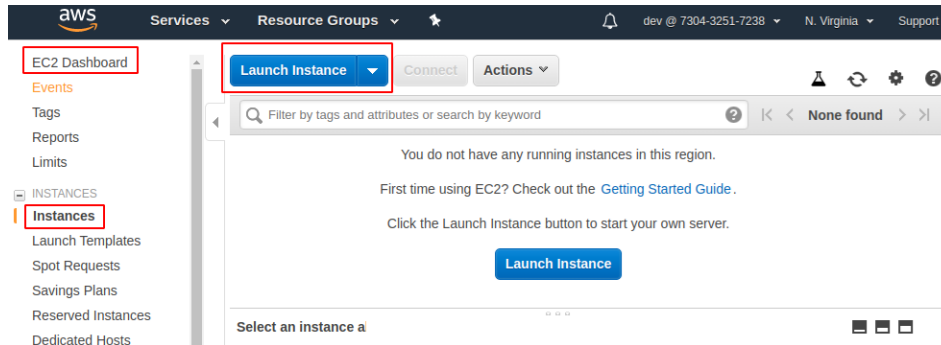 aws Services Resource Groups dev @ 7304-3251-7238 N. Virginia Support
EC2 Dashboard
Events
Tags
Reports
Limits
INSTANCES
Instances
Launch Templates
Spot Requests
Savings Plans
Reserved Instances
Dedicated Hosts
Launch Instance Connect Actions
Filter by tags and attributes or search by keyword None found
You do not have any running instances in this region.
First time using EC2? Check out the Getting Started Guide.
Click the Launch Instance button to start your own server.
Launch Instance
Select an instance a